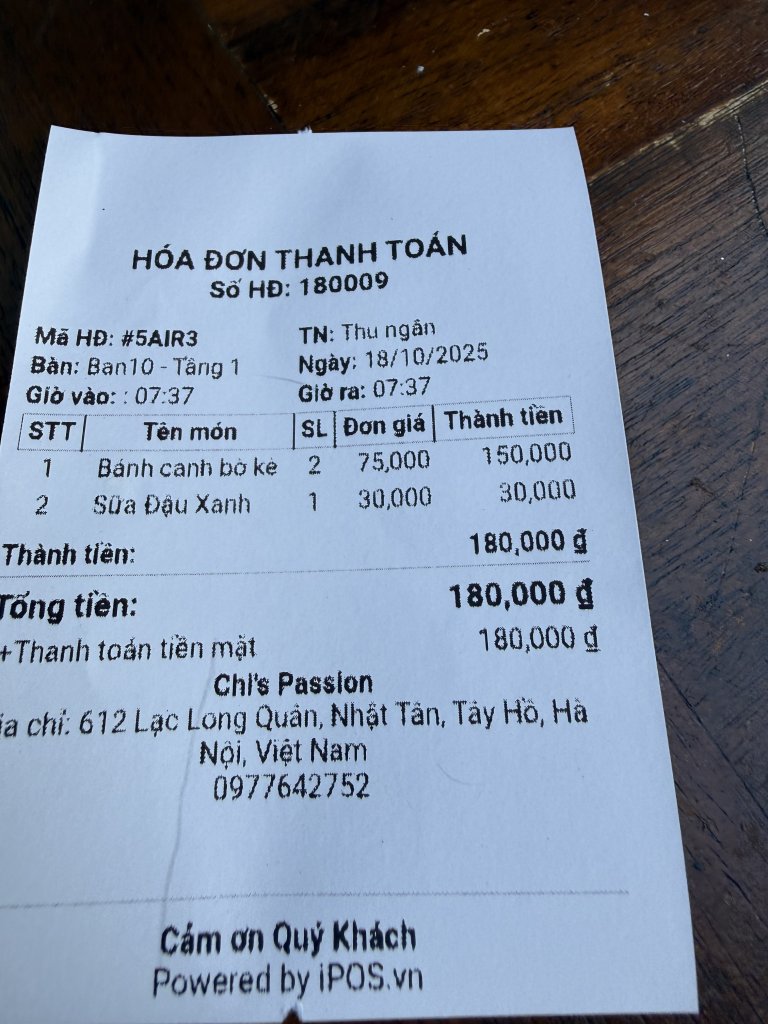 HÓA ĐƠN THANH TOÁN
Số HĐ: 180009
Mã HĐ: #5AIR3 TN: Thu ngân
Bàn: Ban10 - Tầng 1 Ngày: 18/10/2025
Giờ vào: : 07:37 Giờ ra: 07:37
STT Tên món SL Đơn giá Thành tiền
1 Bánh canh bò kẻ 2 75,000 150,000
2 Sữa Đậu Xanh 1 30,000 30,000
Thành tiền: 180,000 ₫
Tổng tiền: 180,000 ₫
+Thanh toán tiền mặt 180,000 ₫
Chi's Passion
ịa chỉ: 612 Lạc Long Quân, Nhật Tân, Tây Hồ, Hà
Nội, Việt Nam
0977642752
Cám ơn Quý Khách
Powered by iPOS.vn